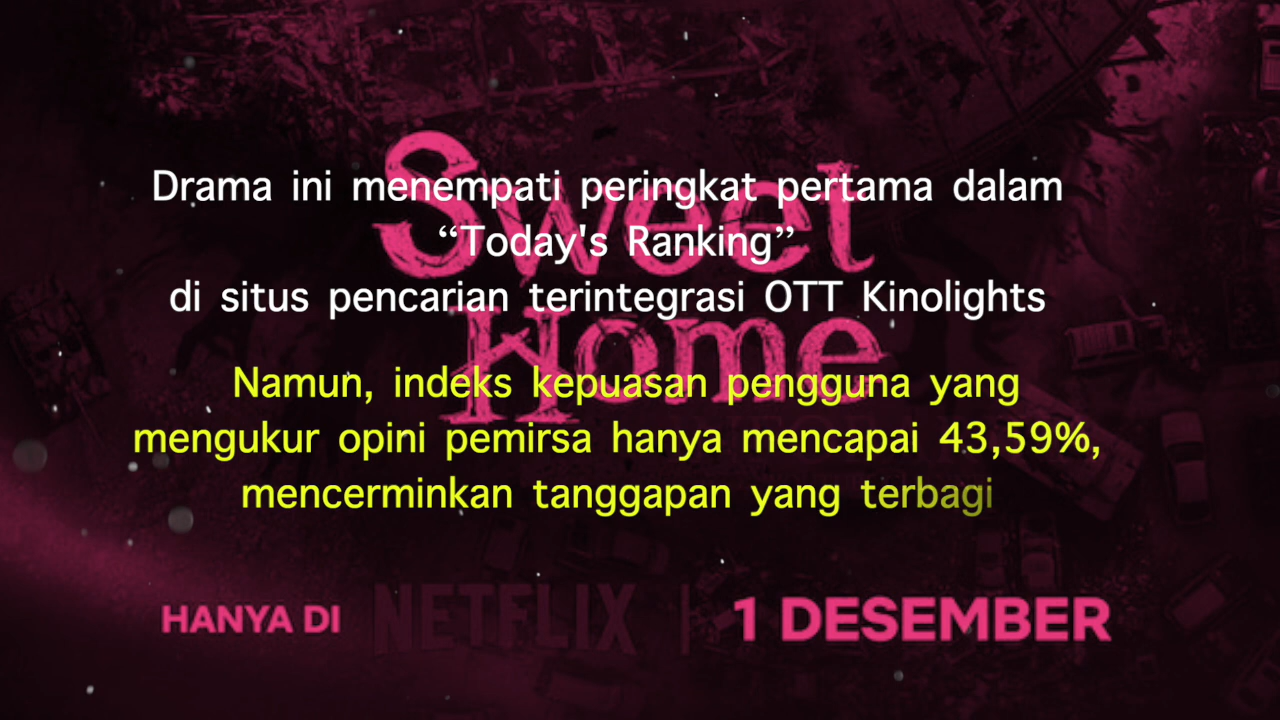 Sweet
Home
Drama ini menempati peringkat pertama dalam
“Today's Ranking”
di situs pencarian terintegrasi OTT Kinolights
Namun, indeks kepuasan pengguna yang
mengukur opini pemirsa hanya mencapai 43,59%,
mencerminkan tanggapan yang terbagi
HANYA DI NETFLIX | 1 DESEMBER